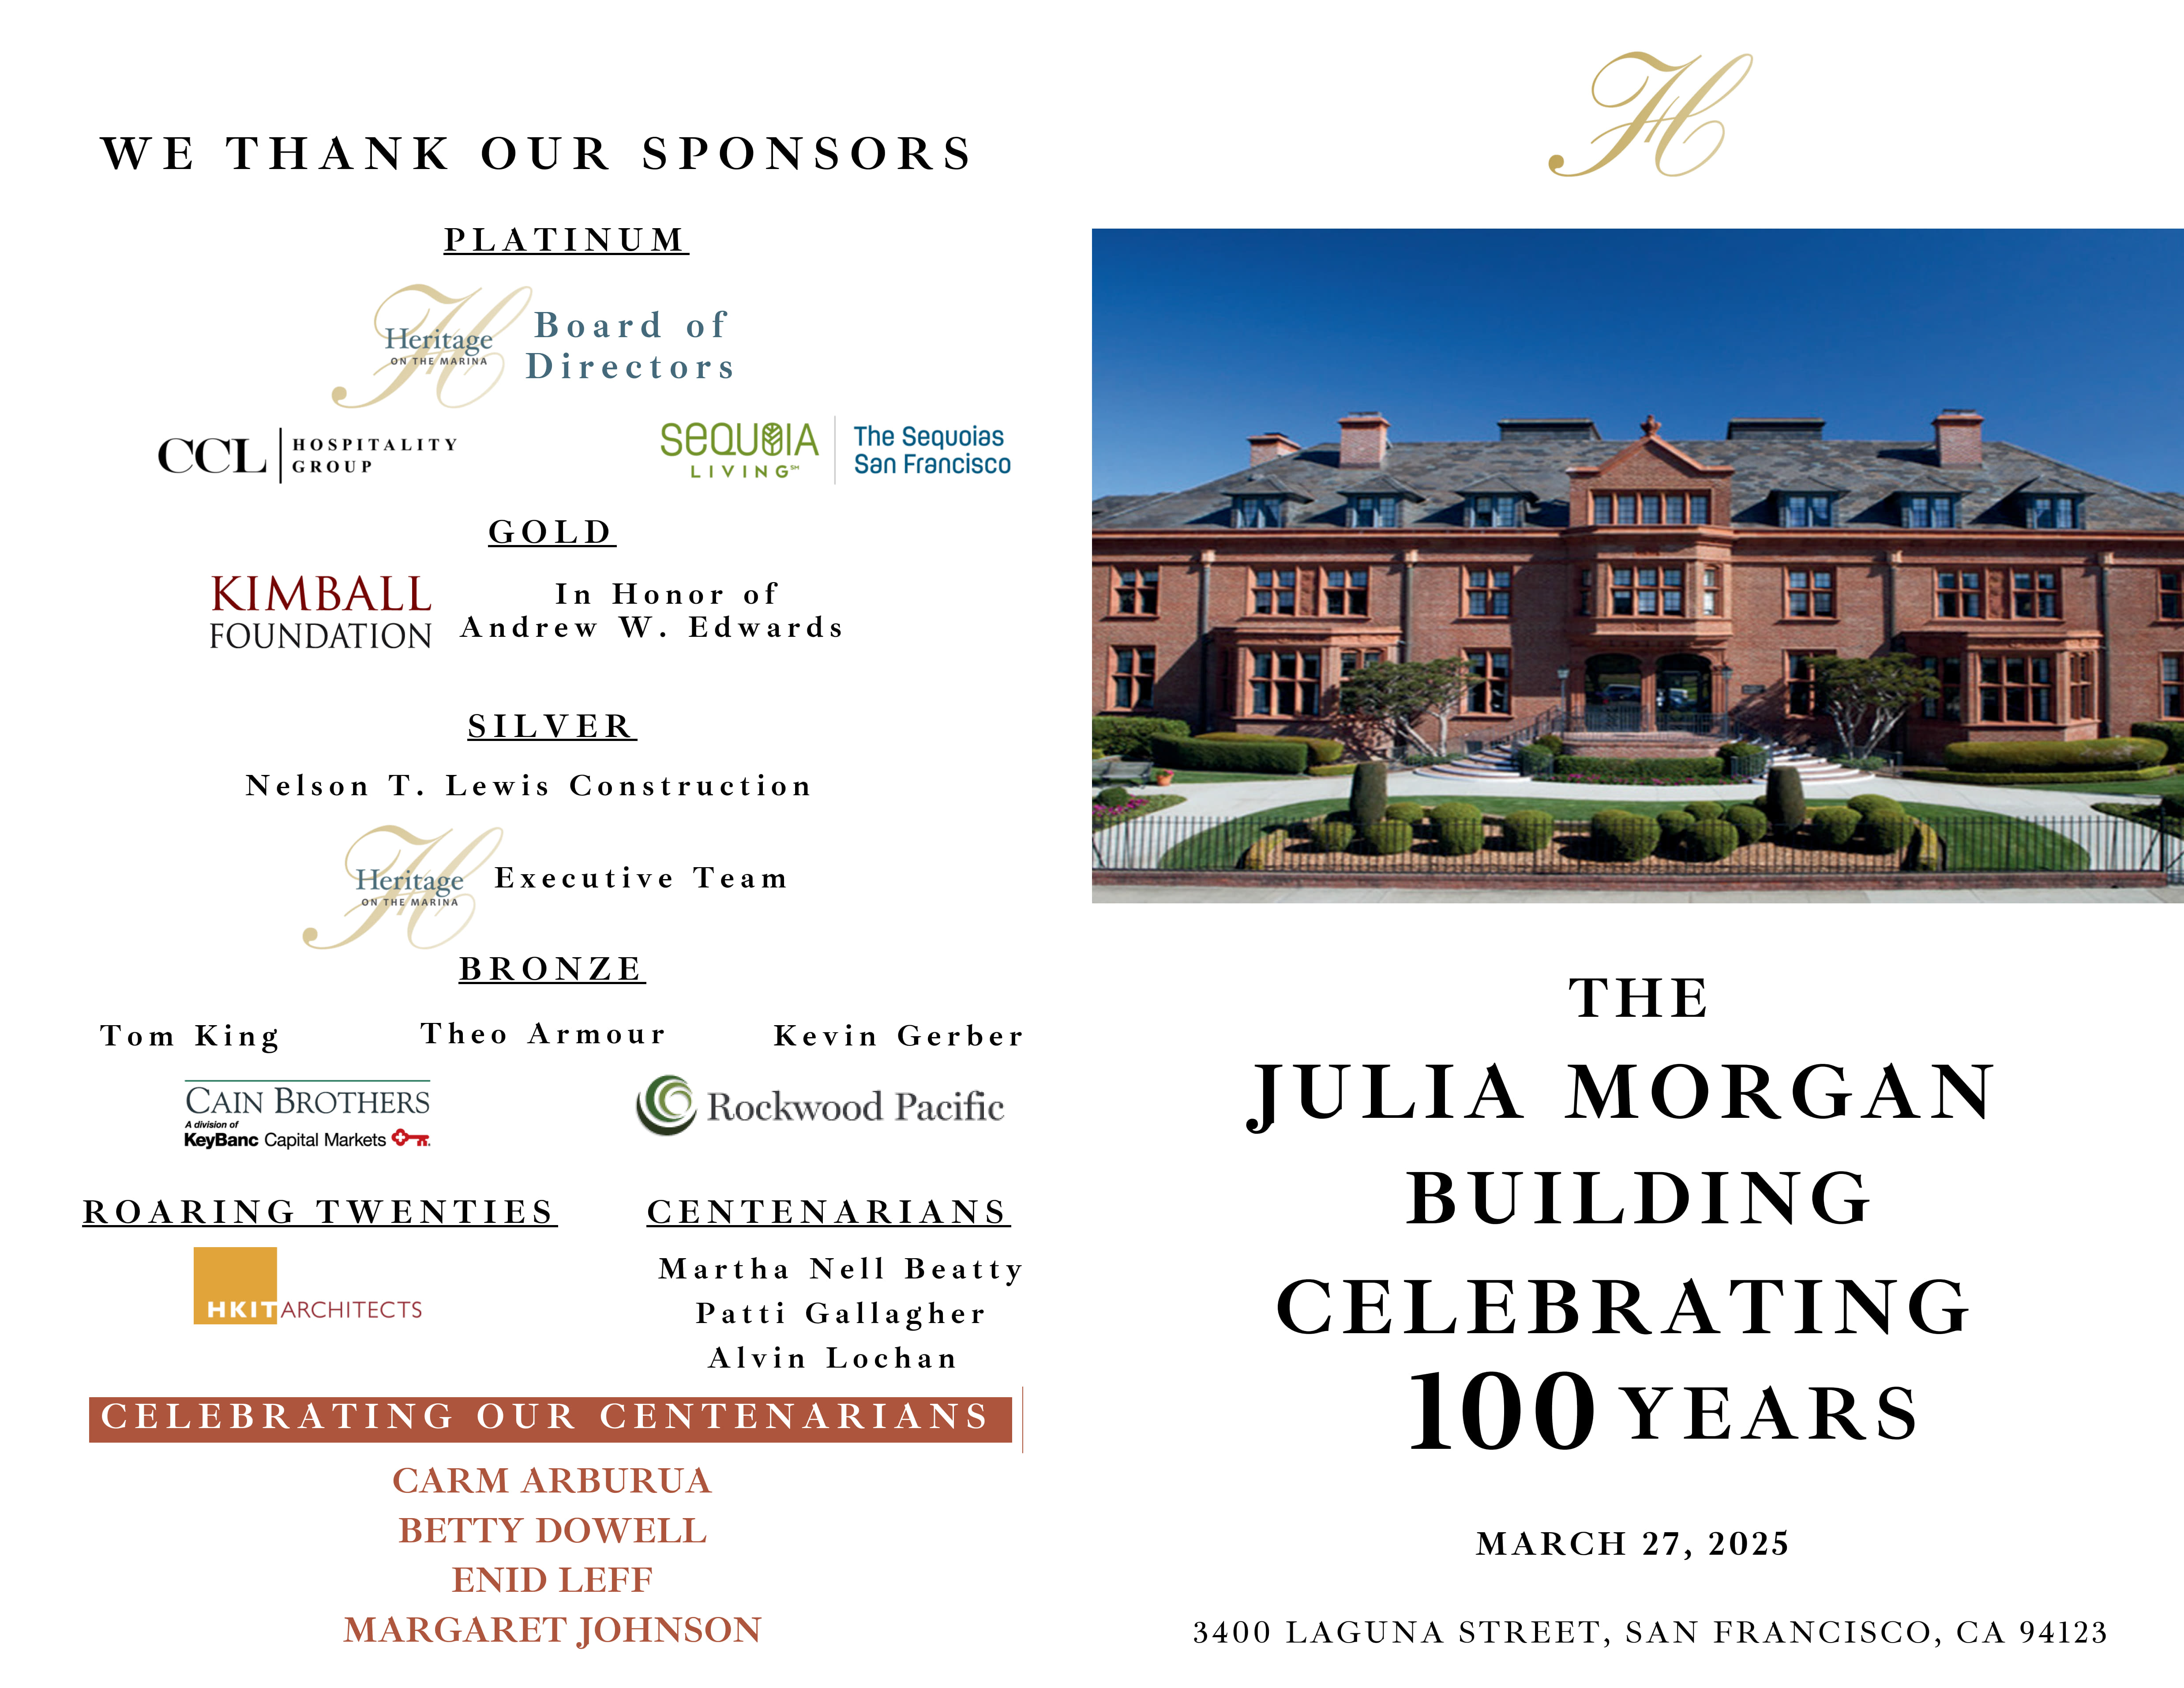 WE THANK OUR SPONSORS
PLATINUM
Heritage
ON THE MARINA
Board of
Directors
CCL
HOSPITALITY
GROUP
SEQUOIA
LIVING℠
The Sequoias
San Francisco
GOLD
KIMBALL
FOUNDATION
In Honor of
Andrew W. Edwards
SILVER
Nelson T. Lewis Construction
Heritage
ON THE MARINA
Executive Team
BRONZE
Tom King
Theo Armour
Kevin Gerber
CAIN BROTHERS
A division of
KeyBanc Capital Markets
Rockwood Pacific
ROARING TWENTIES
HKIT ARCHITECTS
CENTENARIANS
Martha Nell Beatty
Patti Gallagher
Alvin Lochan
CELEBRATING OUR CENTENARIANS
CARM ARBURUA
BETTY DOWELL
ENID LEFF
MARGARET JOHNSON
H
THE
JULIA MORGAN
BUILDING
CELEBRATING
100 YEARS
MARCH 27, 2025
3400 LAGUNA STREET, SAN FRANCISCO, CA 94123